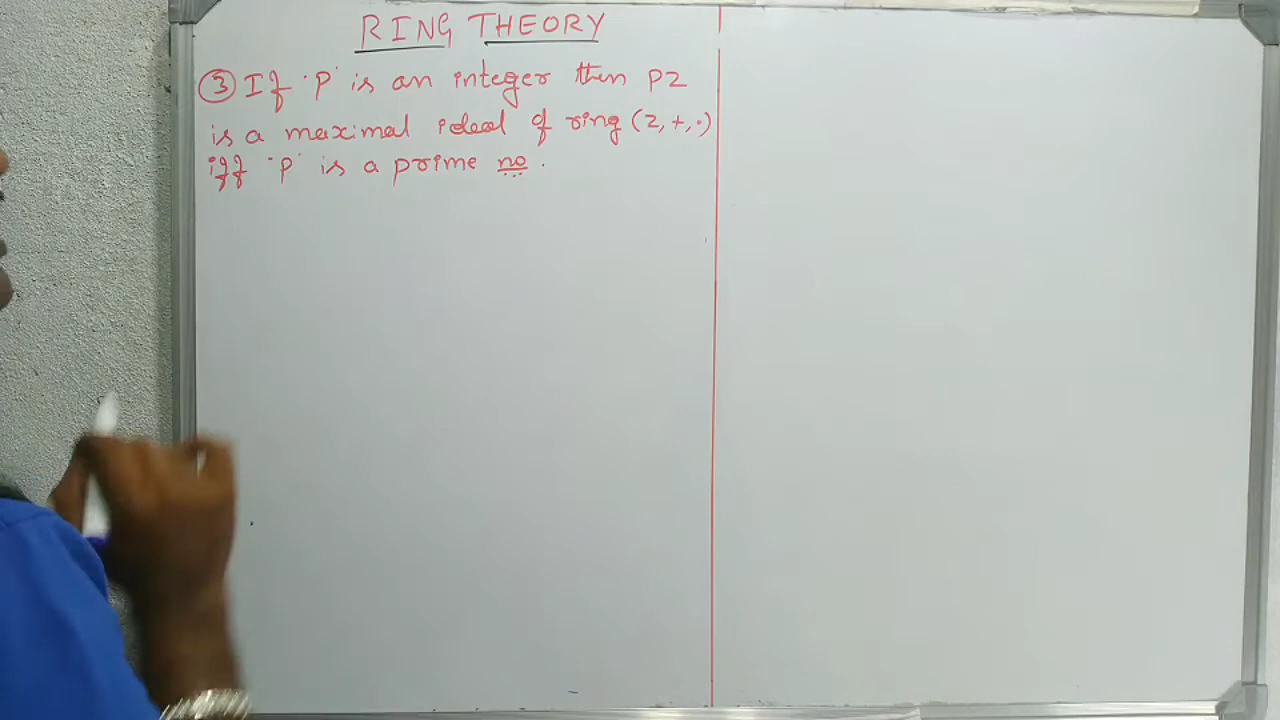 RING THEORY
③ If 'P' is an integer then PZ
is a maximal ideal of ring (Z, +, ·)
iff 'P' is a prime no.